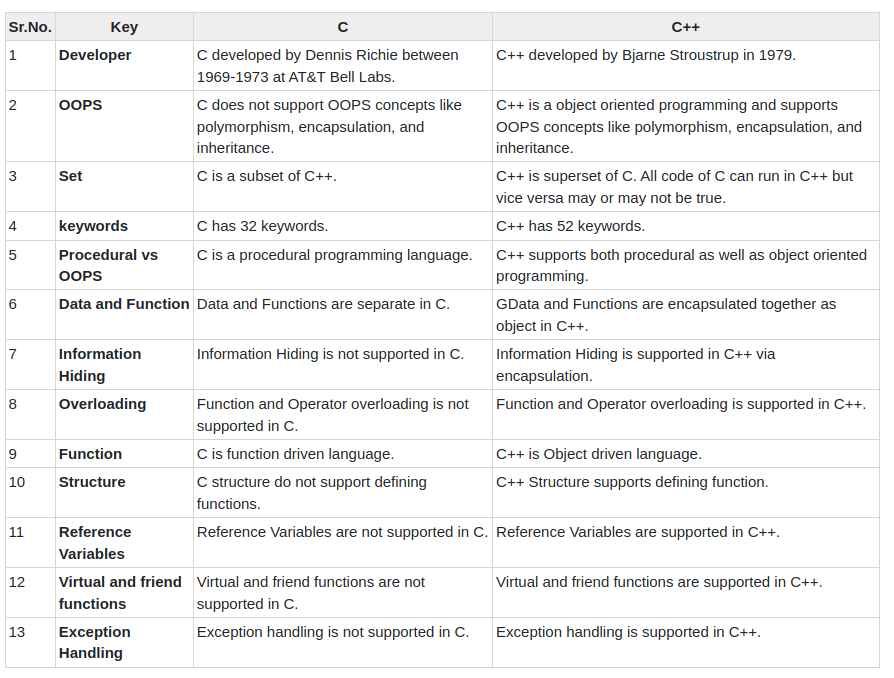 Sr.No. Key C C++
1 Developer C developed by Dennis Richie between C++ developed by Bjarne Stroustrup in 1979.
1969-1973 at AT&T Bell Labs.
2 OOPS C does not support OOPS concepts like C++ is a object oriented programming and supports
polymorphism, encapsulation, and OOPS concepts like polymorphism, encapsulation, and
inheritance. inheritance.
3 Set C is a subset of C++. C++ is superset of C. All code of C can run in C++ but
vice versa may or may not be true.
4 keywords C has 32 keywords. C++ has 52 keywords.
5 Procedural vs C is a procedural programming language. C++ supports both procedural as well as object oriented
OOPS programming.
6 Data and Function Data and Functions are separate in C. GData and Functions are encapsulated together as
object in C++.
7 Information Information Hiding is not supported in C. Information Hiding is supported in C++ via
Hiding encapsulation.
8 Overloading Function and Operator overloading is not Function and Operator overloading is supported in C++.
supported in C.
9 Function C is function driven language. C++ is Object driven language.
10 Structure C structure do not support defining C++ Structure supports defining function.
functions.
11 Reference Reference Variables are not supported in C. Reference Variables are supported in C++.
Variables
12 Virtual and friend Virtual and friend functions are not Virtual and friend functions are supported in C++.
functions supported in C.
13 Exception Exception handling is not supported in C. Exception handling is supported in C++.
Handling